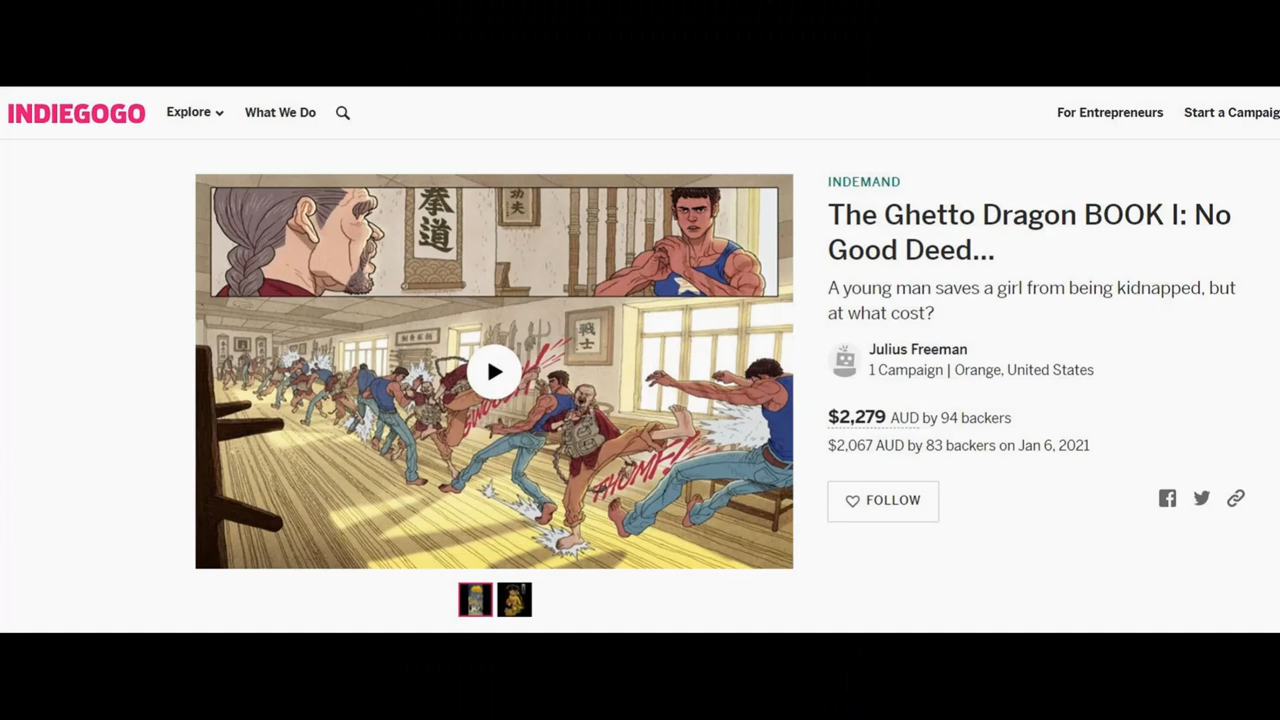 INDIEGOGO Explore What We Do For Entrepreneurs Start a Campaig
INDEMAND
The Ghetto Dragon BOOK I: No
Good Deed...
A young man saves a girl from being kidnapped, but
at what cost?
Julius Freeman
1 Campaign | Orange, United States
$2,279 AUD by 94 backers
$2,067 AUD by 83 backers on Jan 6, 2021
FOLLOW
拳道
功夫
戦士
THUMP!